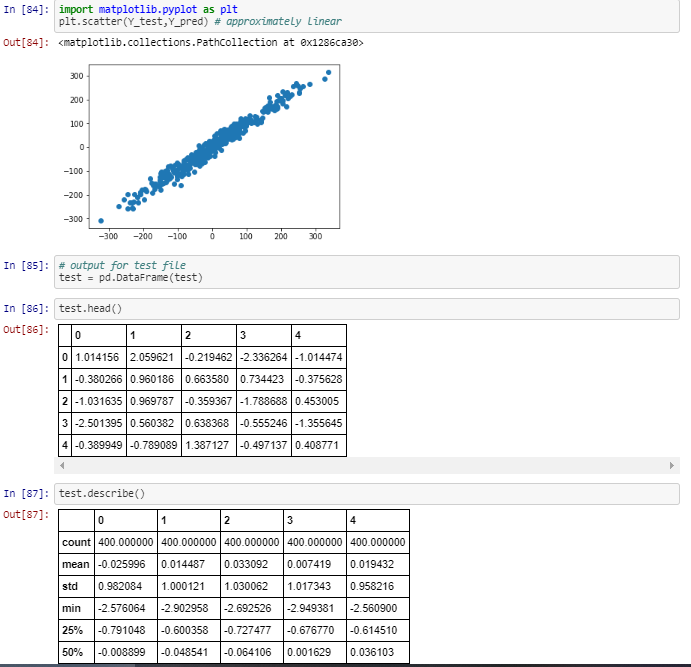 In [84]: import matplotlib.pyplot as plt
plt.scatter(Y_test,Y_pred) # approximately linear
Out[84]: <matplotlib.collections.PathCollection at 0x1286ca30>
300
200
100
0
−100
−200
−300
−300 −200 −100 0 100 200 300
In [85]: # output for test file
test = pd.DataFrame(test)
In [86]: test.head()
Out[86]:
0 1 2 3 4
0 1.014156 2.059621 -0.219462 -2.336264 -1.014474
1 -0.380266 0.960186 0.663580 0.734423 -0.375628
2 -1.031635 0.969787 -0.359367 -1.788688 0.453005
3 -2.501395 0.560382 0.638368 -0.555246 -1.355645
4 -0.389949 -0.789089 1.387127 -0.497137 0.408771
In [87]: test.describe()
Out[87]:
0 1 2 3 4
count 400.000000 400.000000 400.000000 400.000000 400.000000
mean -0.025996 0.014487 0.033092 0.007419 0.019432
std 0.982084 1.000121 1.030062 1.017343 0.958216
min -2.576064 -2.902958 -2.692526 -2.949381 -2.560900
25% -0.791048 -0.600358 -0.727477 -0.676770 -0.614510
50% -0.008899 -0.048541 -0.064106 0.001629 0.036103